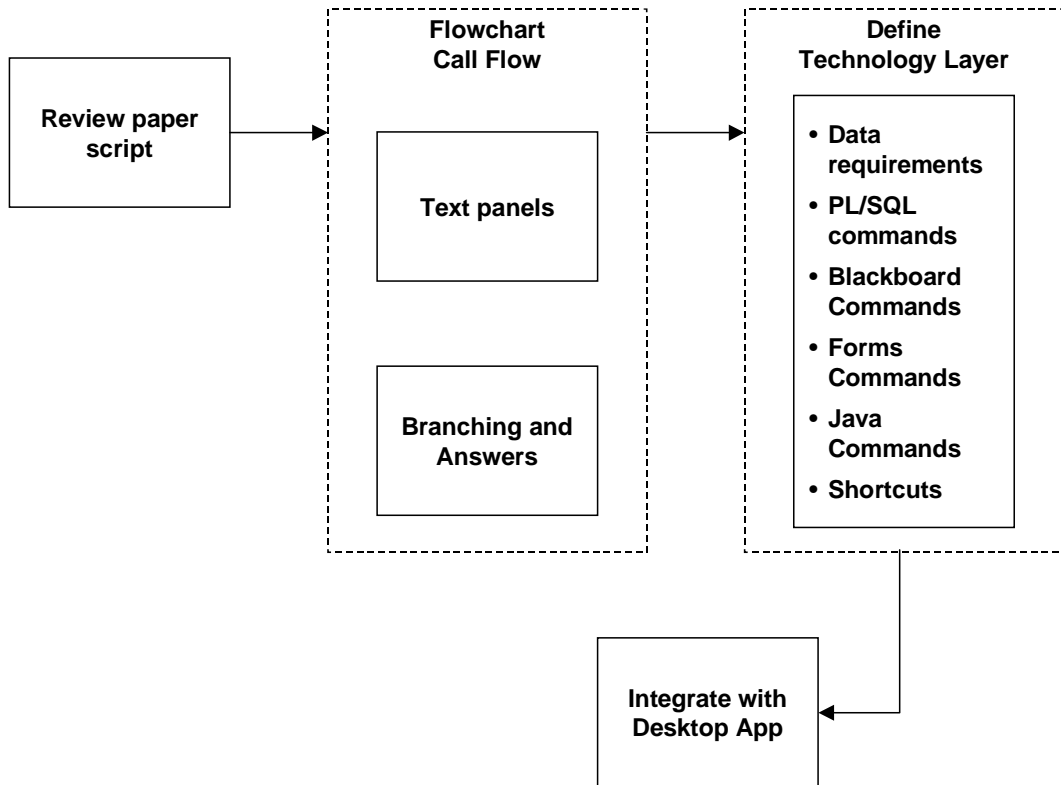 Review paper
script
Flowchart
Call Flow
Text panels
Branching and
Answers
Define
Technology Layer
• Data
requirements
• PL/SQL
commands
• Blackboard
Commands
• Forms
Commands
• Java
Commands
• Shortcuts
Integrate with
Desktop App